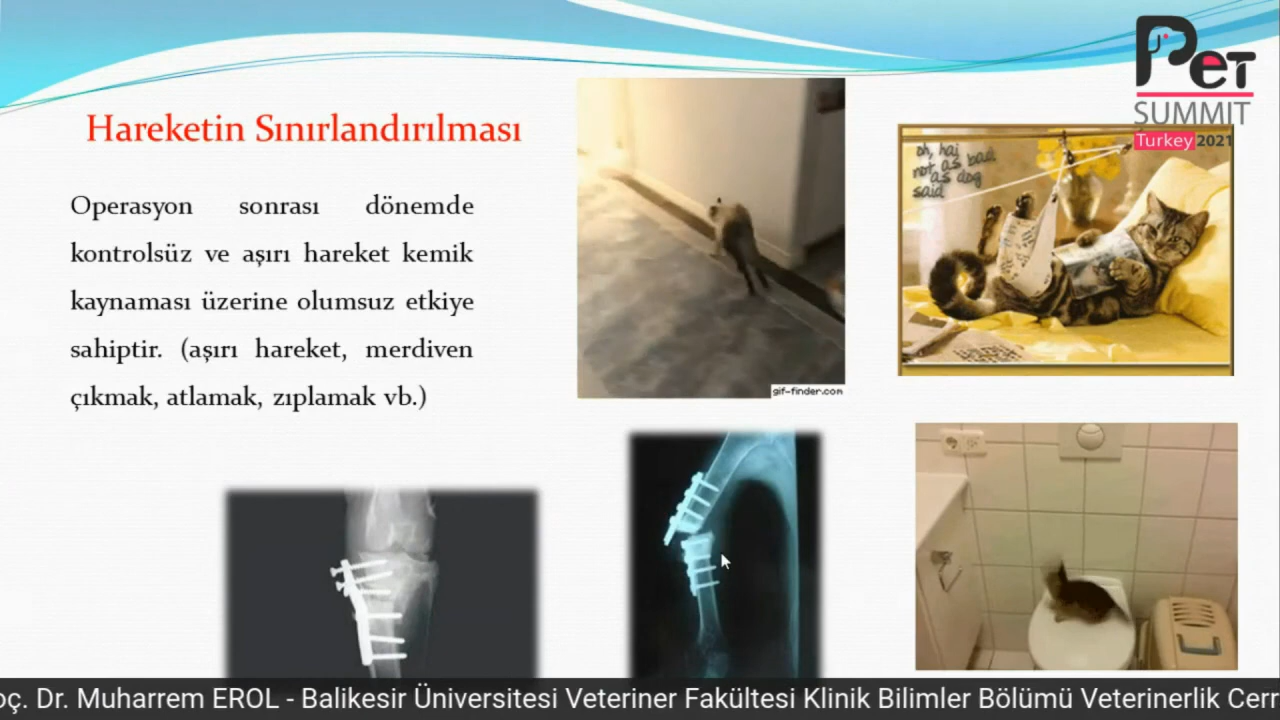 PeT
SUMMIT
Turkey 2021
Hareketin Sınırlandırılması
Operasyon sonrası dönemde
kontrolsüz ve aşırı hareket kemik
kaynaması üzerine olumsuz etkiye
sahiptir. (aşırı hareket, merdiven
çıkmak, atlamak, zıplamak vb.)
gif-finder.com
oh, hai
not as bad
as dog
said
oç. Dr. Muharrem EROL - Balikesir Üniversitesi Veteriner Fakültesi Klinik Bilimler Bölümü Veterinerlik Cerr